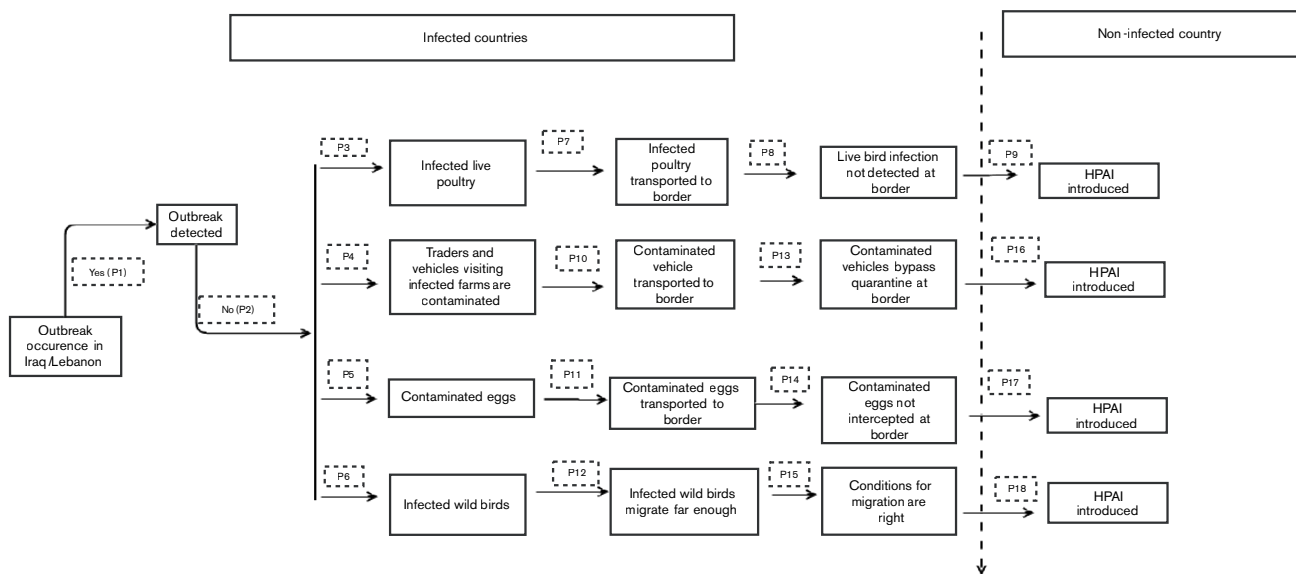 Infected countries
Non-infected country
P3
Infected live
poultry
P7
Infected
poultry
transported to
border
P8
Live bird infection
not detected at
border
P9
HPAI
introduced
Outbreak
detected
Yes (P1)
No (P2)
Outbreak
occurence in
Iraq/Lebanon
P4
Traders and
vehicles visiting
infected farms are
contaminated
P10
Contaminated
vehicle
transported to
border
P13
Contaminated
vehicles bypass
quarantine at
border
P16
HPAI
introduced
P5
Contaminated eggs
P11
Contaminated eggs
transported to
border
P14
Contaminated
eggs not
intercepted at
border
P17
HPAI
introduced
P6
Infected wild birds
P12
Infected wild birds
migrate far enough
P15
Conditions for
migration are
right
P18
HPAI
introduced